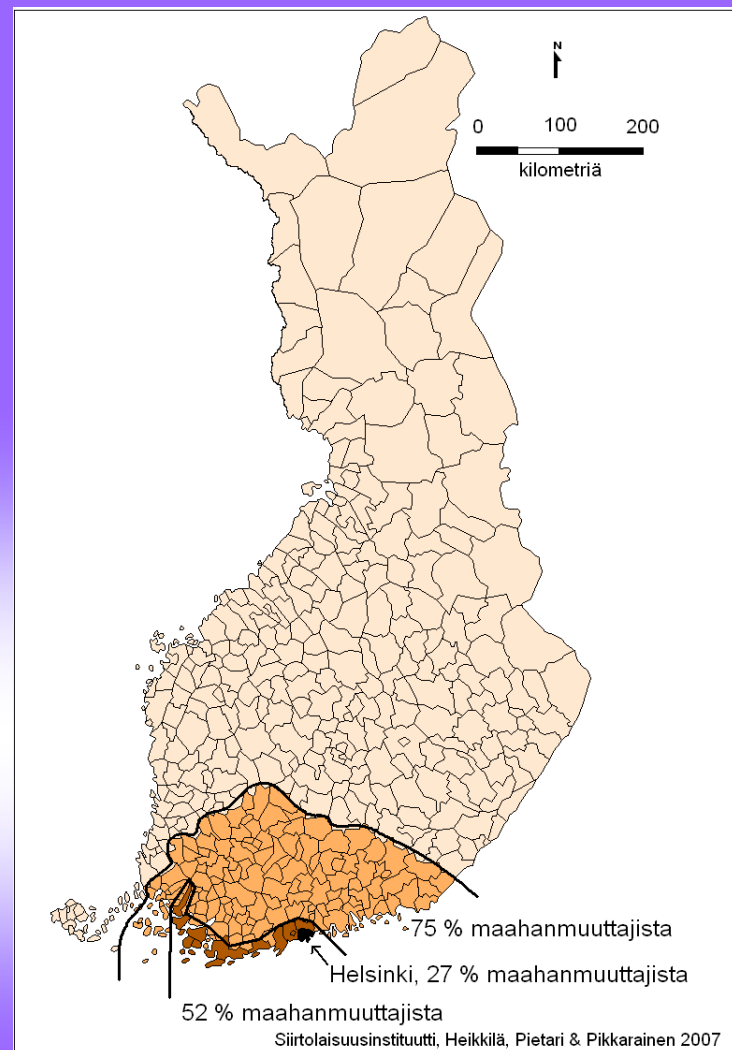 N
0 100 200
kilometriä
75 % maahanmuuttajista
Helsinki, 27 % maahanmuuttajista
52 % maahanmuuttajista
Siirtolaisuusinstituutti, Heikkilä, Pietari & Pikkarainen 2007